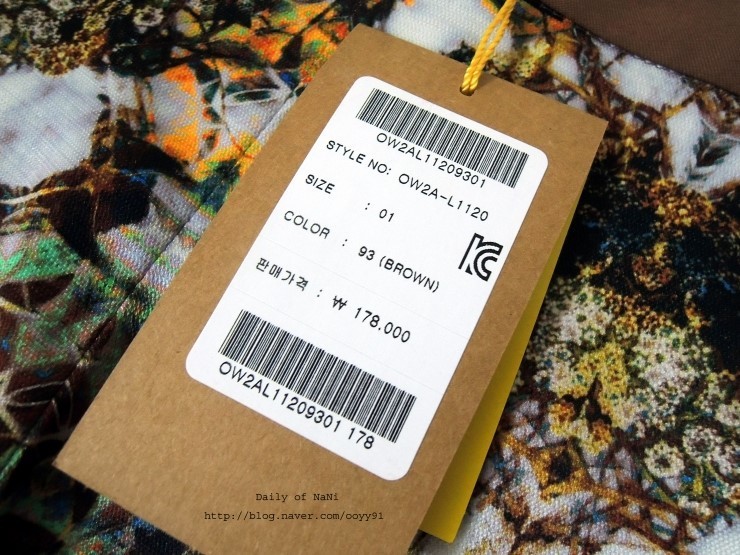 OW2AL11209301
STYLE NO: OW2A-L1120
SIZE : 01
COLOR : 93 (BROWN)
판매가격 : ₩ 178,000
OW2AL11209301 178
Daily of NaNi
http://blog.naver.com/ooyy91